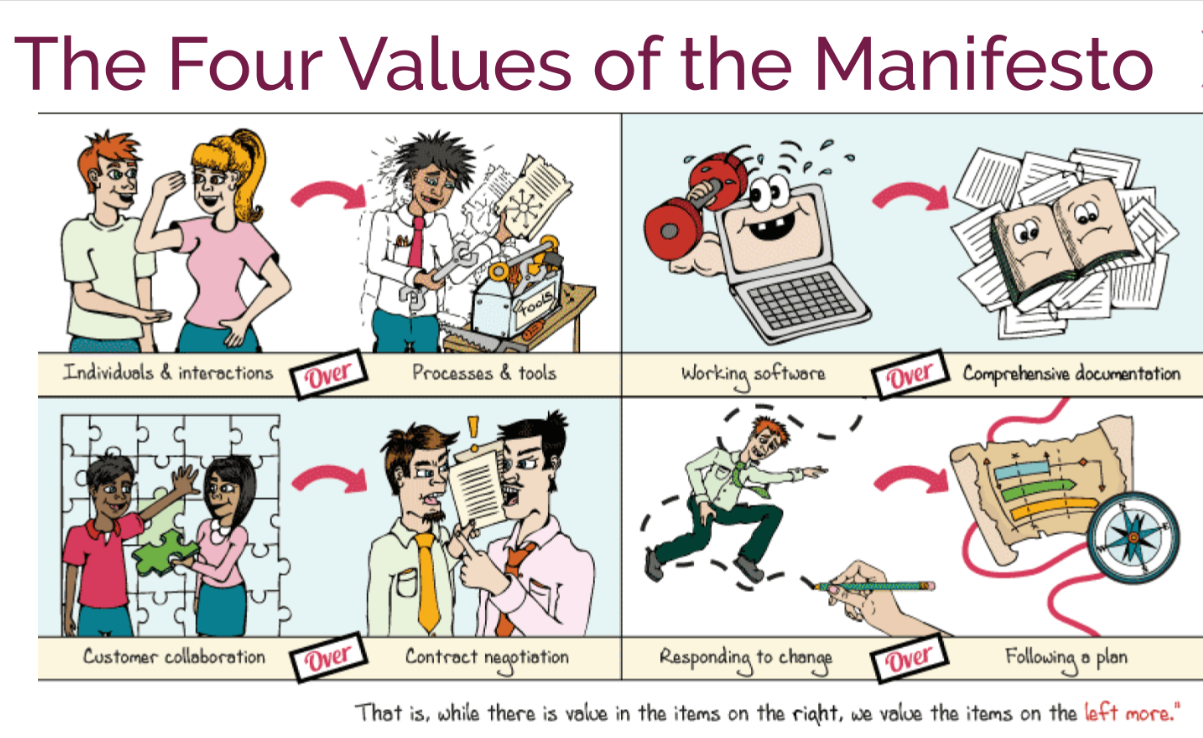 The Four Values of the Manifesto
TOOLS
Individuals & interactions Over Processes & tools
Working software Over Comprehensive documentation
!
N
E
S
W
Customer collaboration Over Contract negotiation
Responding to change Over Following a plan
That is, while there is value in the items on the right, we value the items on the left more."